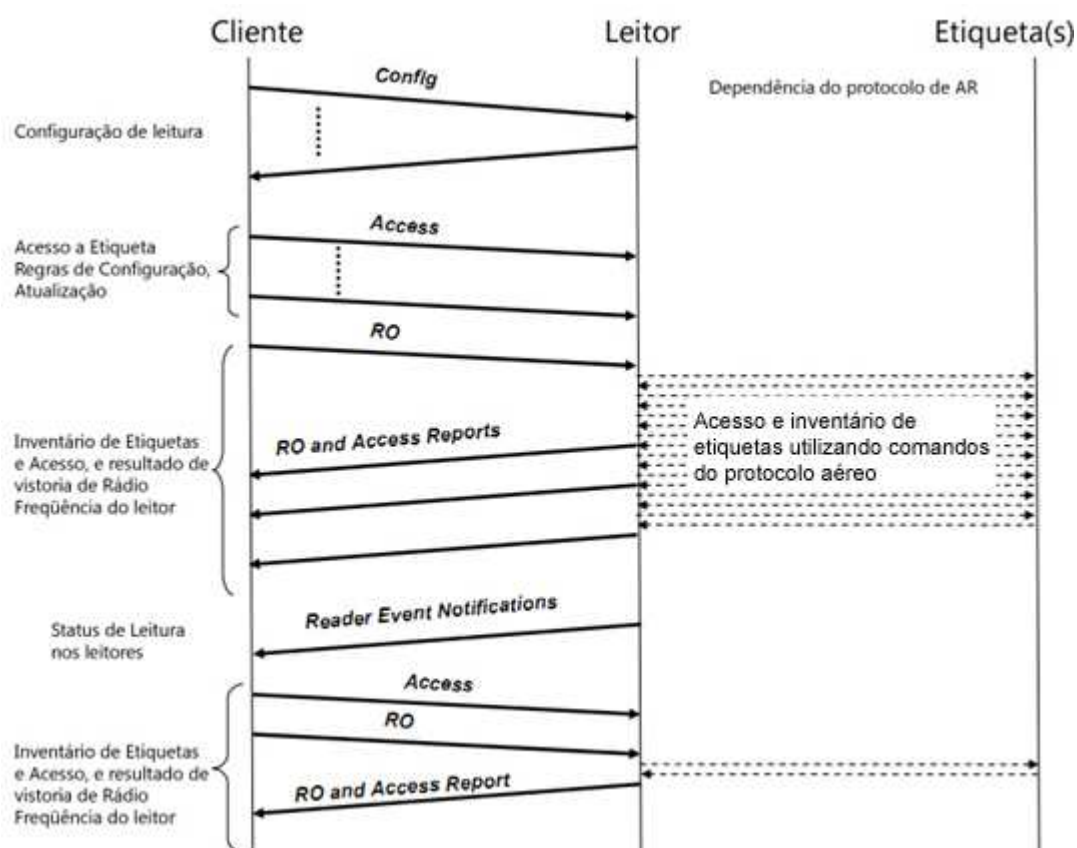 Cliente
Leitor
Etiqueta(s)
Config
Dependência do protocolo de AR
Configuração de leitura
Access
Acesso a Etiqueta
Regras de Configuração,
Atualização
RO
Inventário de Etiquetas
e Acesso, e resultado de
vistoria de Rádio
Freqüência do leitor
RO and Access Reports
Acesso e inventário de
etiquetas utilizando comandos
do protocolo aéreo
Reader Event Notifications
Status de Leitura
nos leitores
Access
RO
Inventário de Etiquetas
e Acesso, e resultado de
vistoria de Rádio
Freqüência do leitor
RO and Access Report